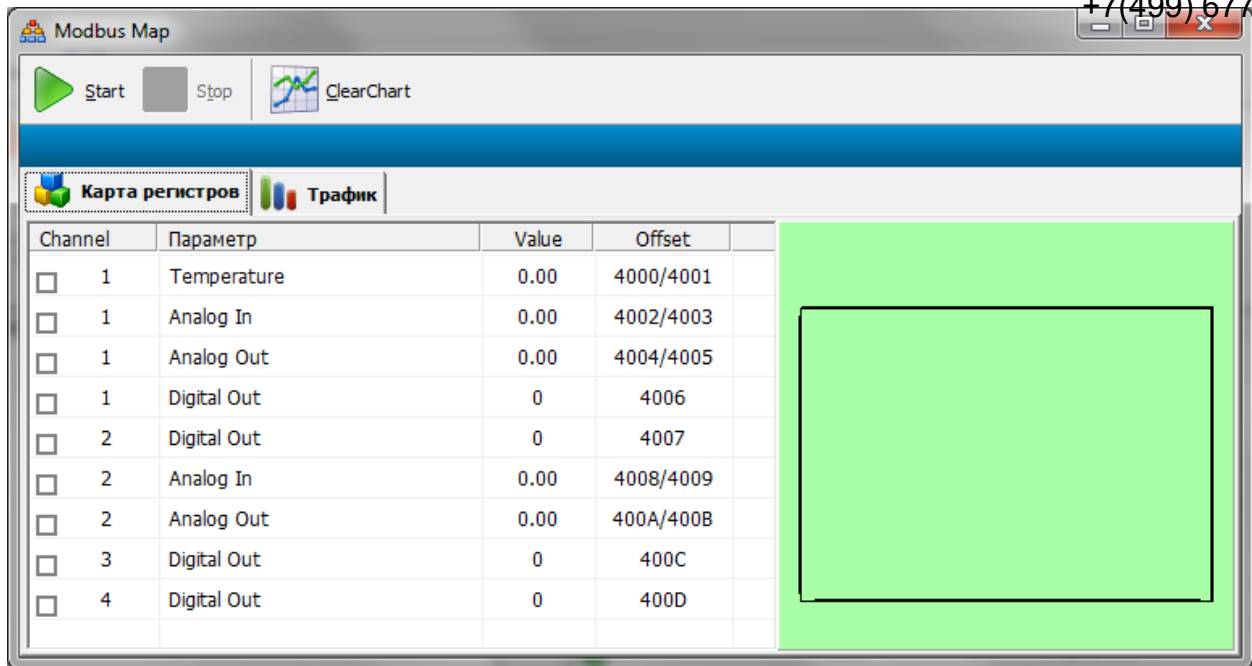 +7(499) 677
Modbus Map
Start Stop ClearChart
Карта регистров Трафик
Channel Параметр Value Offset
1 Temperature 0.00 4000/4001
1 Analog In 0.00 4002/4003
1 Analog Out 0.00 4004/4005
1 Digital Out 0 4006
2 Digital Out 0 4007
2 Analog In 0.00 4008/4009
2 Analog Out 0.00 400A/400B
3 Digital Out 0 400C
4 Digital Out 0 400D